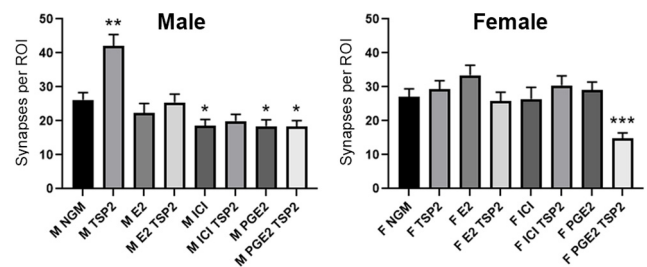 Male
Synapses per ROI
50
40
30
20
10
0
**
*
*
*
M NGM
M TSP2
M E2
M E2 TSP2
M ICI
M ICI TSP2
M PGE2
M PGE2 TSP2
Female
Synapses per ROI
50
40
30
20
10
0
***
F NGM
F TSP2
F E2
F E2 TSP2
F ICI
F ICI TSP2
F PGE2
F PGE2 TSP2